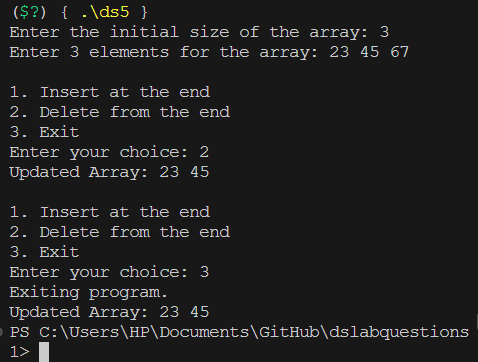 ($?) { .\ds5 }
Enter the initial size of the array: 3
Enter 3 elements for the array: 23 45 67

1. Insert at the end
2. Delete from the end
3. Exit
Enter your choice: 2
Updated Array: 23 45

1. Insert at the end
2. Delete from the end
3. Exit
Enter your choice: 3
Exiting program.
Updated Array: 23 45
PS C:\Users\HP\Documents\GitHub\dslabquestions
1>